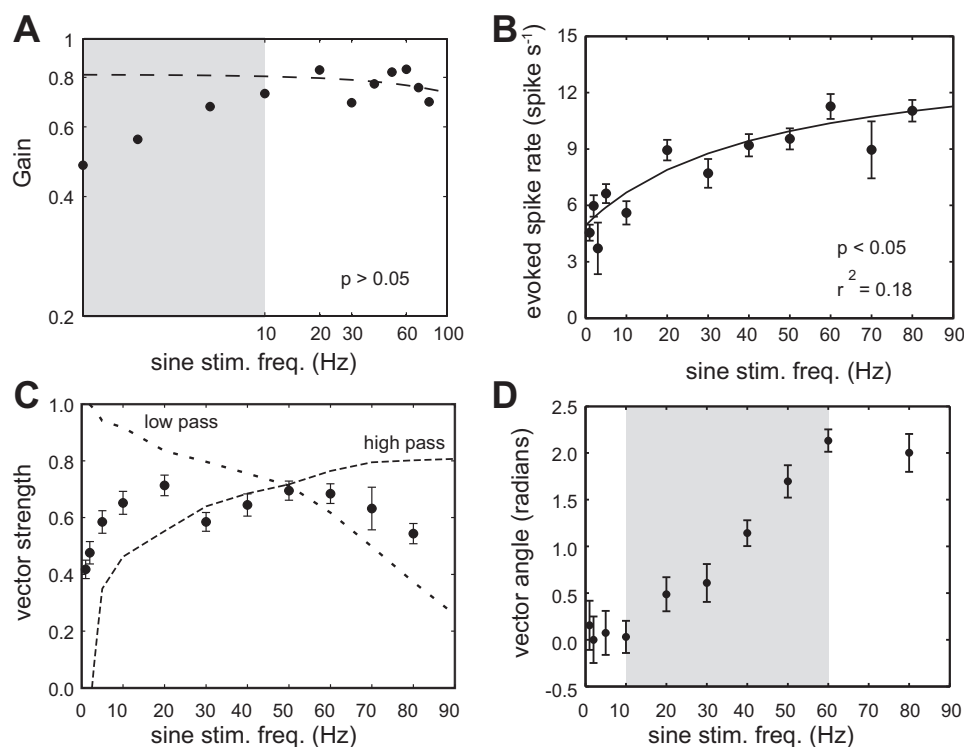 A
1
0.8
0.6
0.4
0.2
Gain
p > 0.05
10 20 30 60 100
sine stim. freq. (Hz)
B
15
12
9
6
3
0
evoked spike rate (spike s-1)
p < 0.05
r 2 = 0.18
0 10 20 30 40 50 60 70 80 90
sine stim. freq. (Hz)
C
1.0
0.8
0.6
0.4
0.2
0.0
vector strength
low pass
high pass
0 10 20 30 40 50 60 70 80 90
sine stim. freq. (Hz)
D
2.5
2.0
1.5
1.0
0.5
0.0
-0.5
vector angle (radians)
0 10 20 30 40 50 60 70 80 90
sine stim. freq. (Hz)